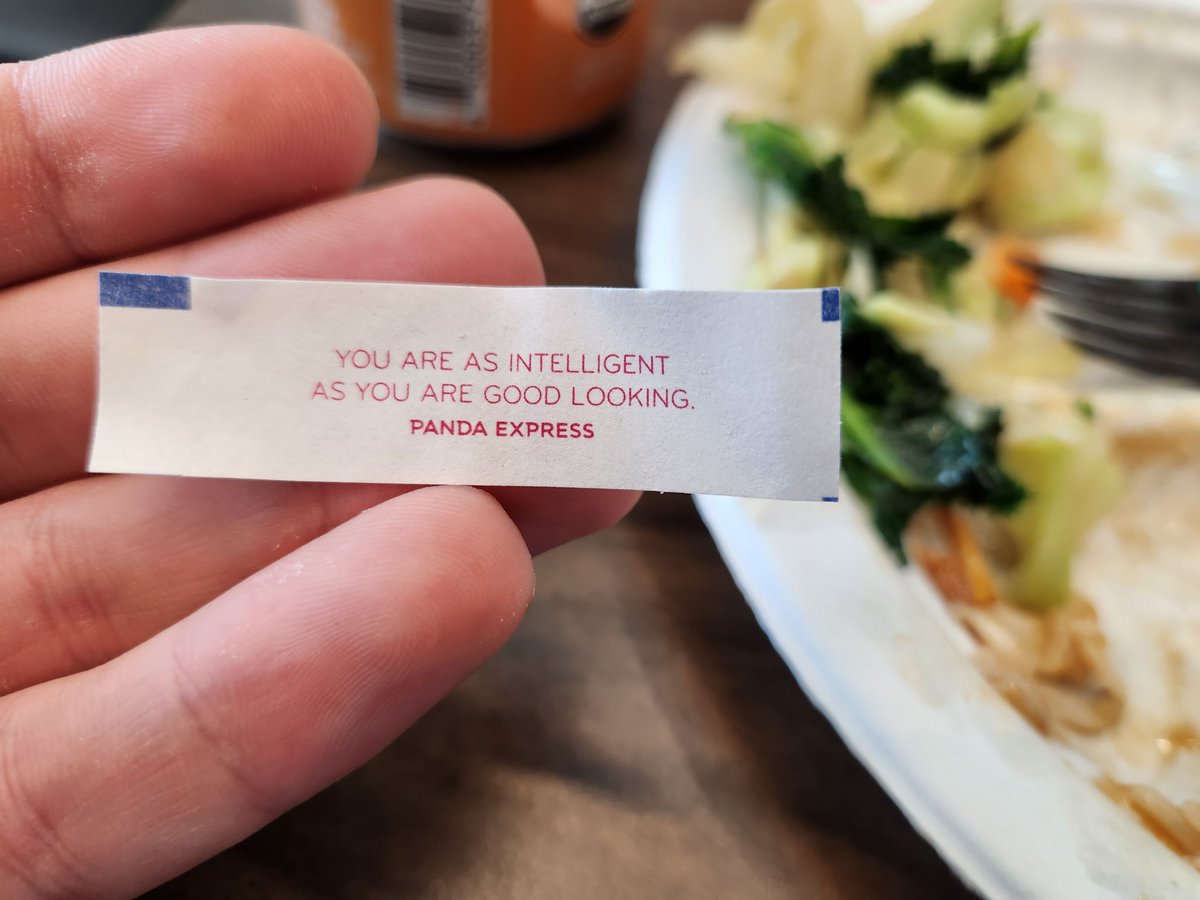 YOU ARE AS INTELLIGENT
AS YOU ARE GOOD LOOKING.
PANDA EXPRESS